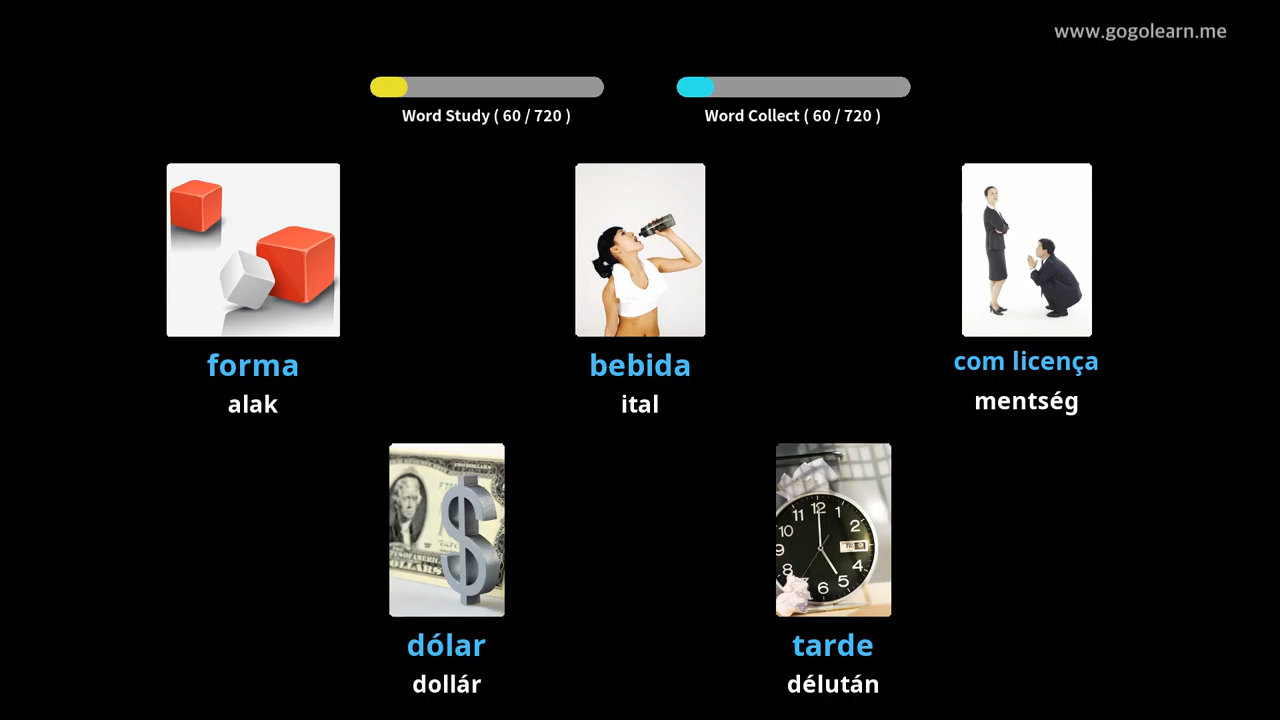 www.gogolearn.me
Word Study ( 60 / 720 )
Word Collect ( 60 / 720 )
forma
alak
bebida
ital
com licença
mentség
dólar
dollár
tarde
délután